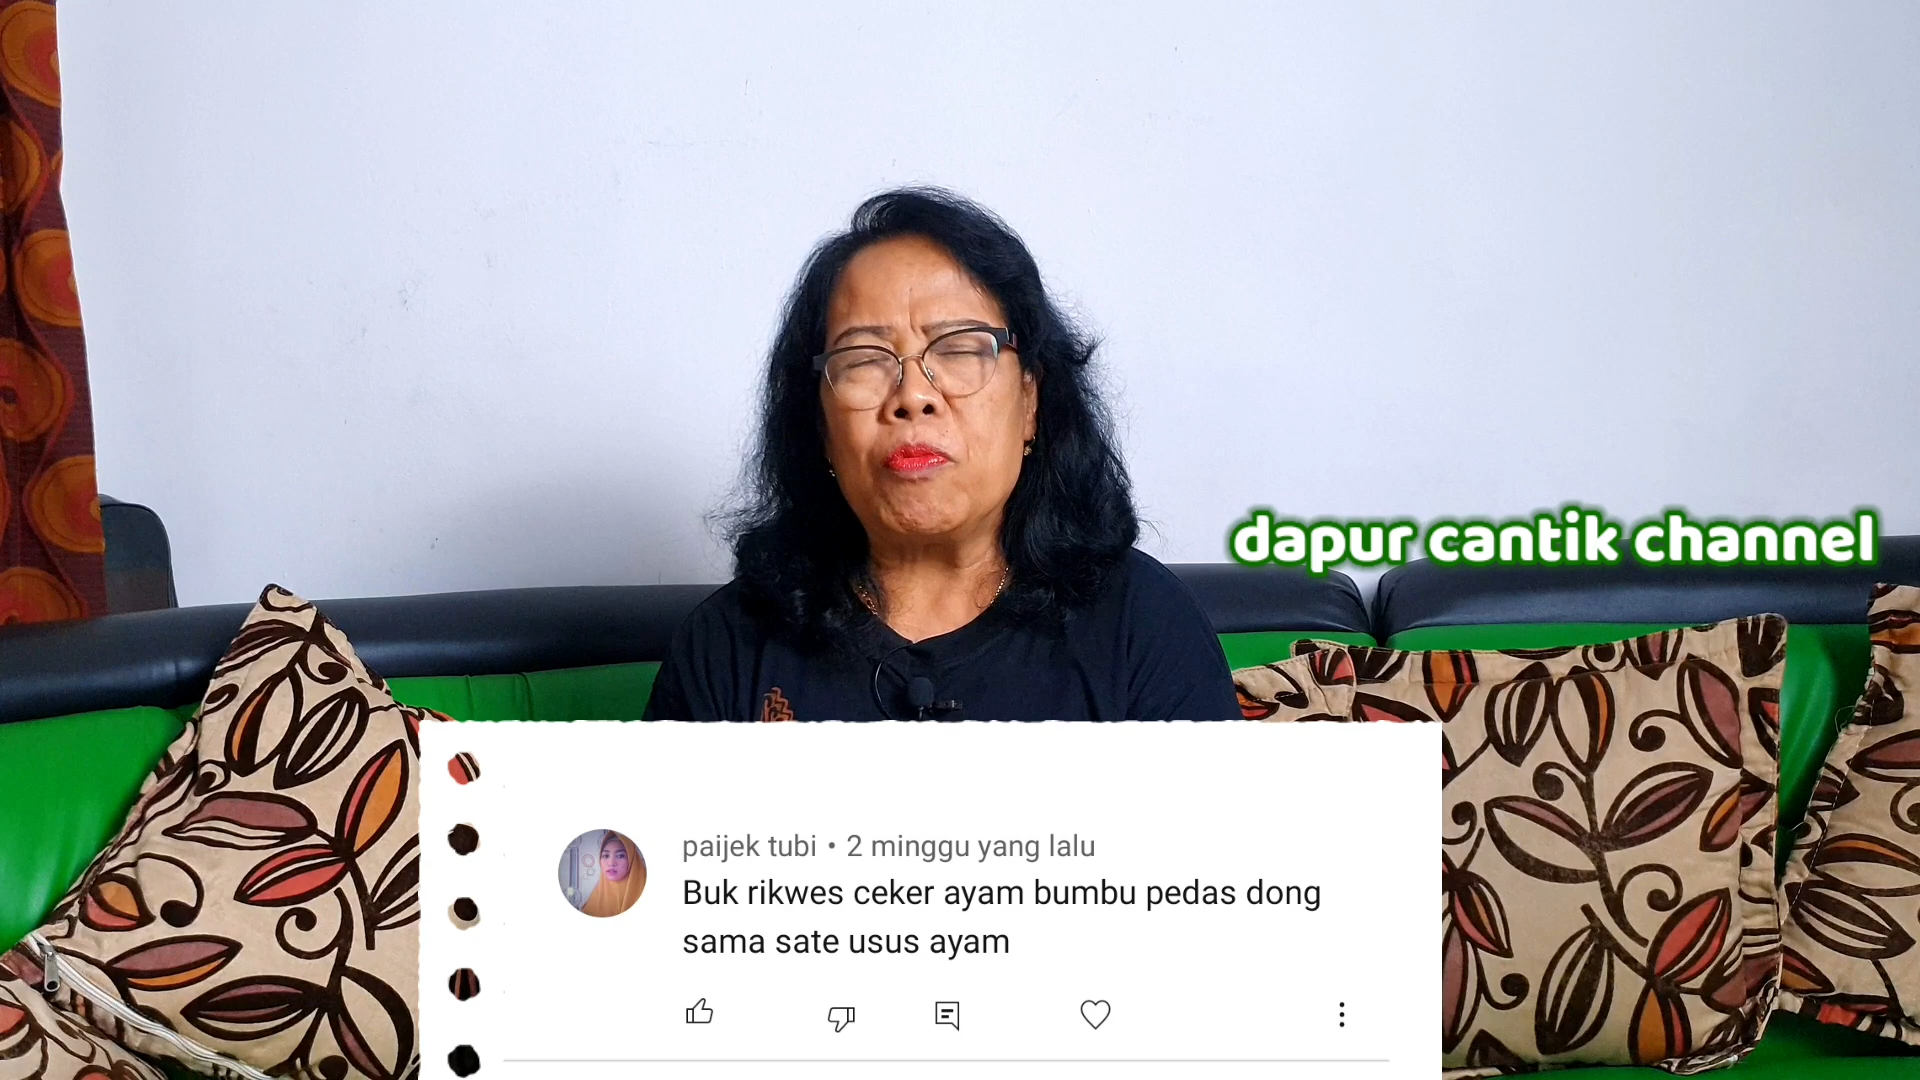 dapur cantik channel
paijek tubi • 2 minggu yang lalu
Buk rikwes ceker ayam bumbu pedas dong
sama sate usus ayam